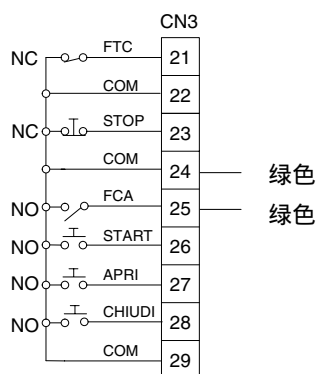 CN3
NC FTC 21
COM 22
NC STOP 23
COM 24 绿色
NO FCA 25 绿色
NO START 26
NO APRI 27
NO CHIUDI 28
COM 29